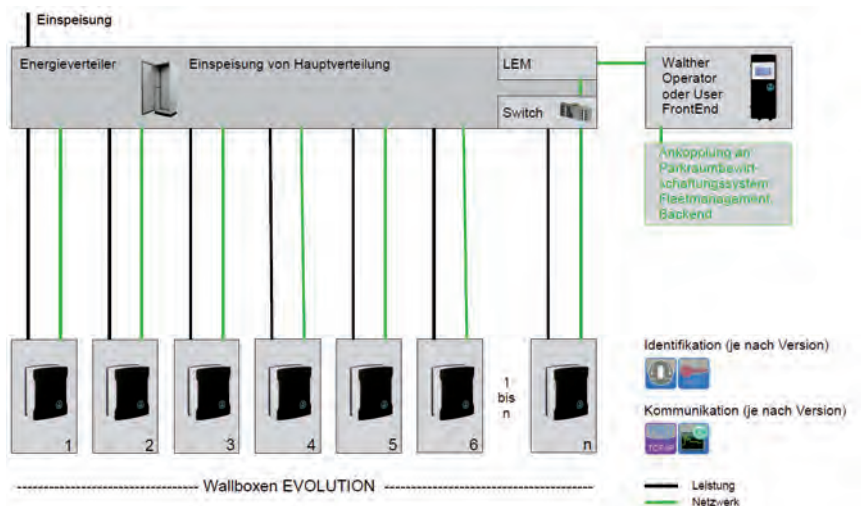 Einspeisung
Energieverteiler
Einspeisung von Hauptverteilung
LEM
Switch
Walther
Operator
oder User
FrontEnd
Ankopolung an
Parkraumbewirt-
schaftungssystem
Fleetmanagement
Backend
1
2
3
4
5
6
1
bis
n
n
Identifikation (je nach Version)
Kommunikation (je nach Version)
TCP/IP
Wallboxen EVOLUTION
Leistung
Netzwerk